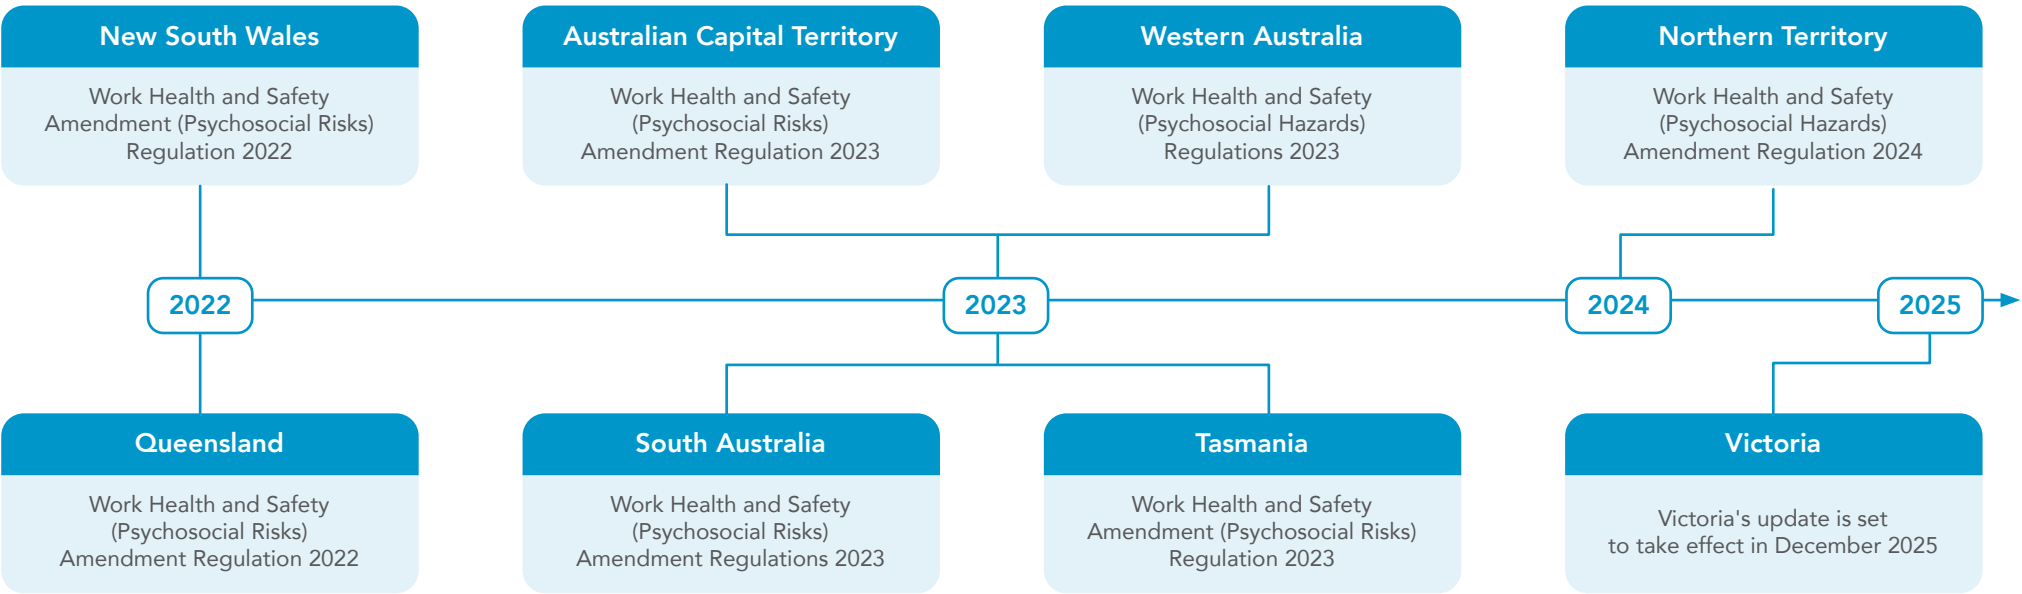 New South Wales
Work Health and Safety
Amendment (Psychosocial Risks)
Regulation 2022
Australian Capital Territory
Work Health and Safety
(Psychosocial Risks)
Amendment Regulation 2023
Western Australia
Work Health and Safety
(Psychosocial Hazards)
Regulations 2023
Northern Territory
Work Health and Safety
(Psychosocial Hazards)
Amendment Regulation 2024
2022
2023
2024
2025
Queensland
Work Health and Safety
(Psychosocial Risks)
Amendment Regulation 2022
South Australia
Work Health and Safety
(Psychosocial Risks)
Amendment Regulations 2023
Tasmania
Work Health and Safety
Amendment (Psychosocial Risks)
Regulation 2023
Victoria
Victoria's update is set
to take effect in December 2025